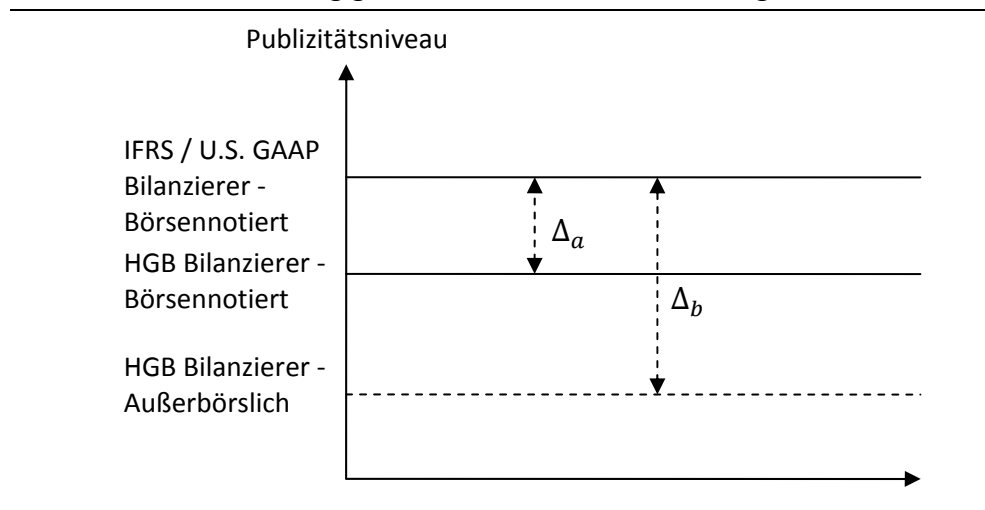 Publizitätsniveau
IFRS / U.S. GAAP
Bilanzierer -
Börsennotiert
Δa
HGB Bilanzierer -
Börsennotiert
Δb
HGB Bilanzierer -
Außerbörslich